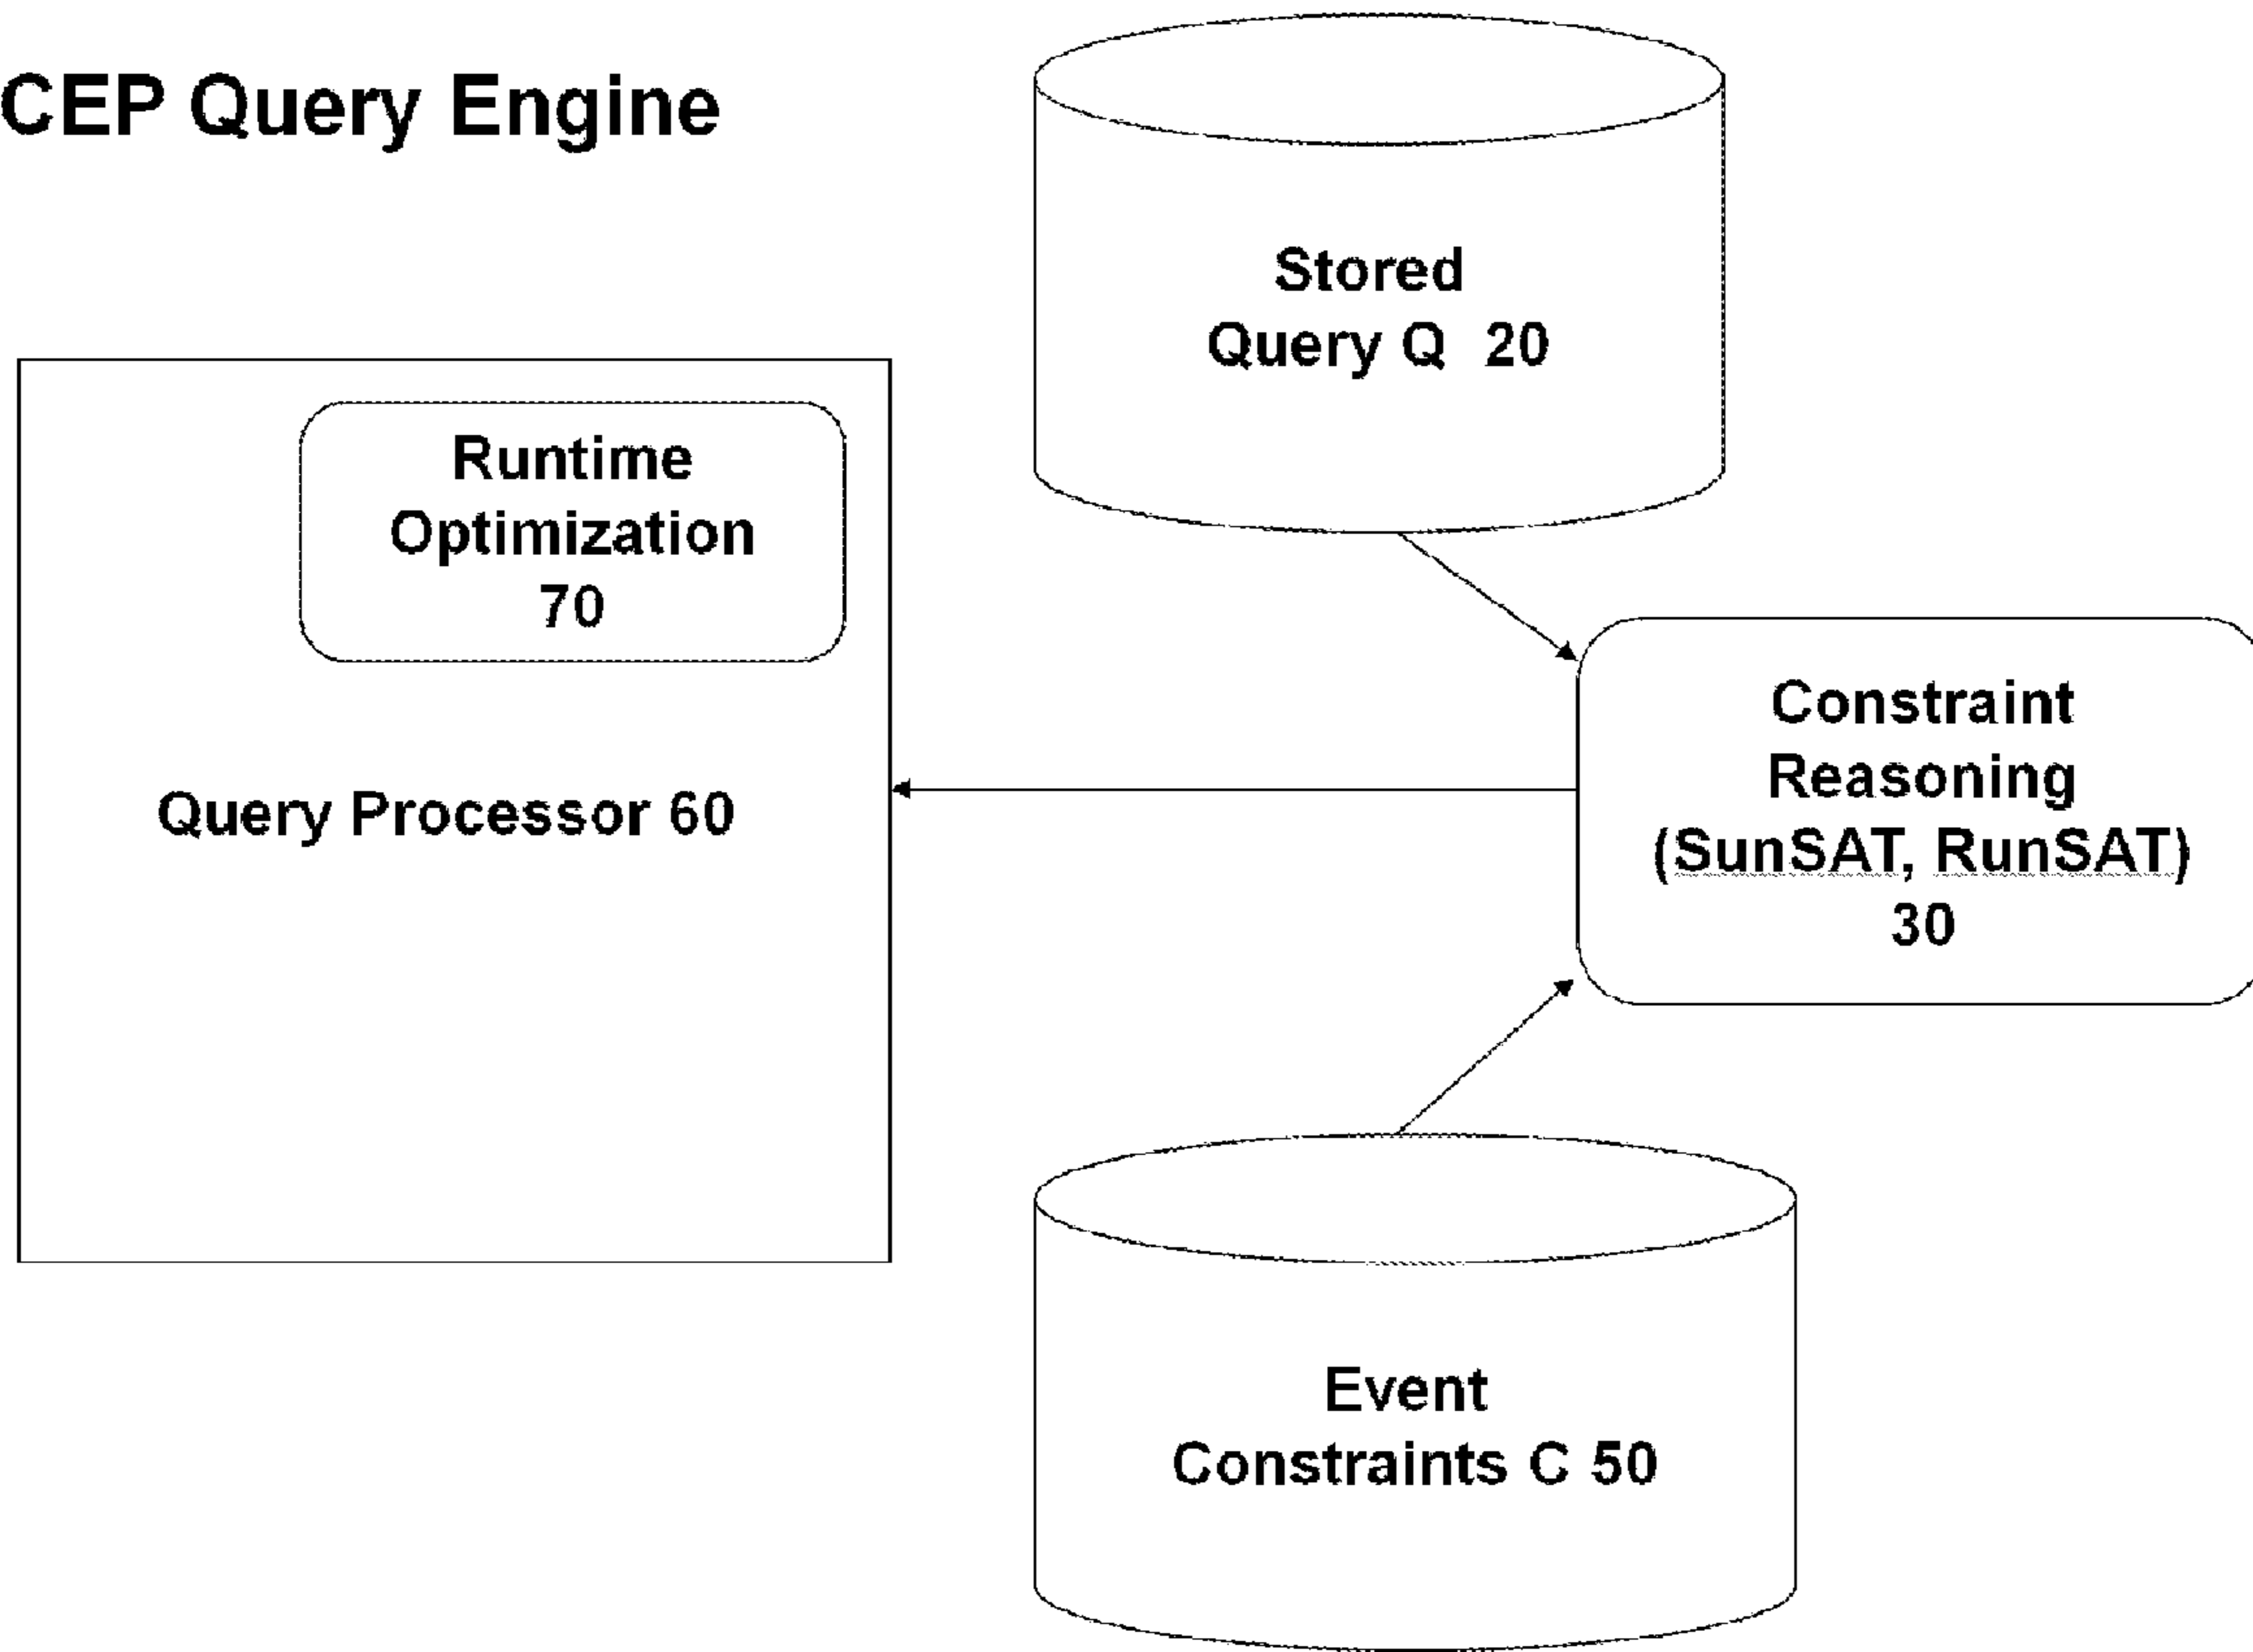 CEP Query Engine
Stored
Query Q 20
Runtime
Optimization
70
Query Processor 60
Constraint
Reasoning
(SunSAT, RunSAT)
30
Event
Constraints C 50